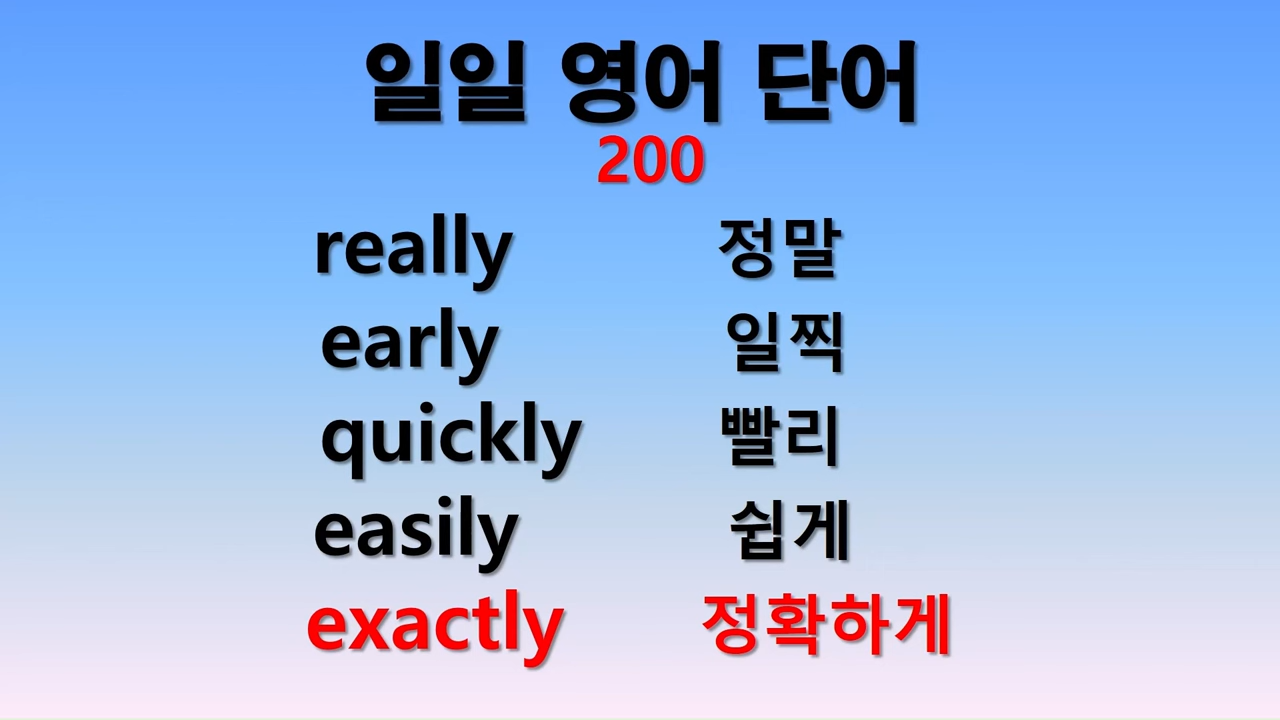 일일 영어 단어
200
really 정말
early 일찍
quickly 빨리
easily 쉽게
exactly 정확하게